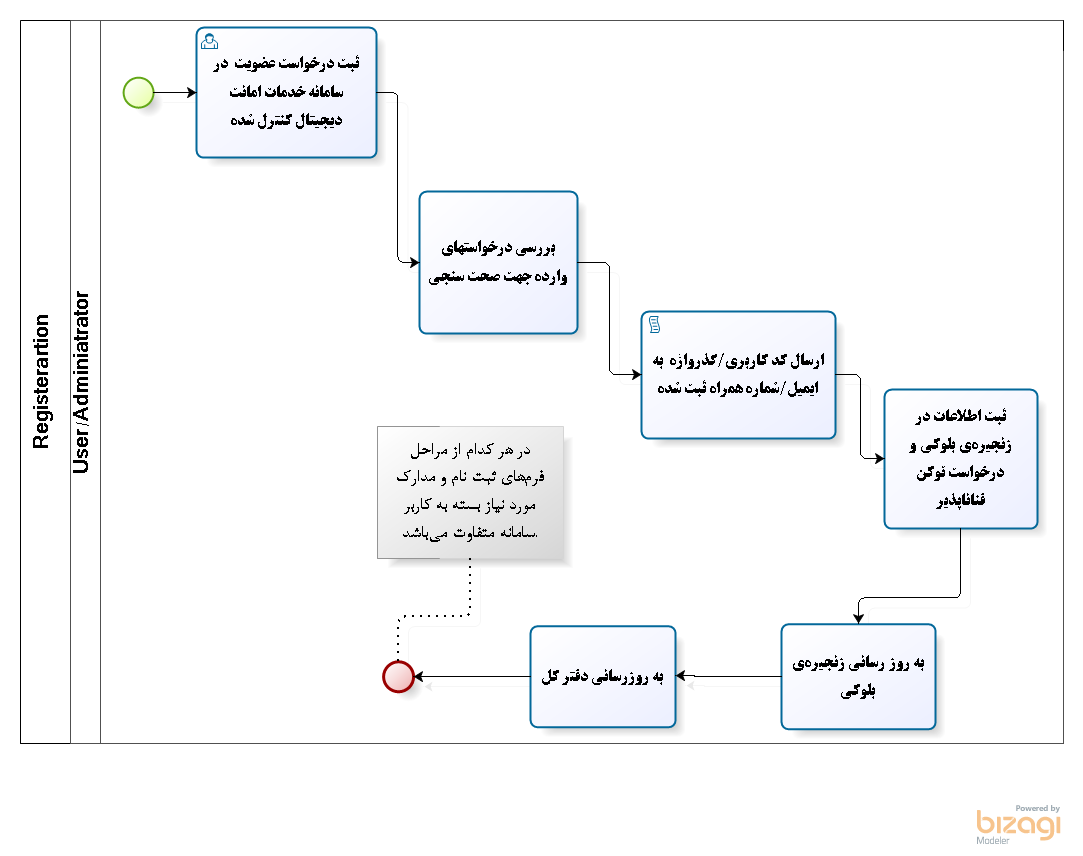 Registerartion
User/Adminiatrator
ثبت درخواست عضویت در
سامانه خدمات امانت
دیجیتال کنترل شده
بررسی درخواستهای
وارده جهت صحت سنجی
ارسال کد کاربری/گذرواژه به
ایمیل/شماره همراه ثبت شده
ثبت اطلاعات در
زنجیره‌ی بلوکی و
درخواست توکن
فناناپذیر
به روز رسانی زنجیره‌ی
بلوکی
به روزرسانی دفتر کل
در هر کدام از مراحل
فرمهای ثبت نام و مدارک
مورد نیاز بسته به کاربر
سامانه متفاوت می‌باشد.
Powered by
bizagi
Modeler